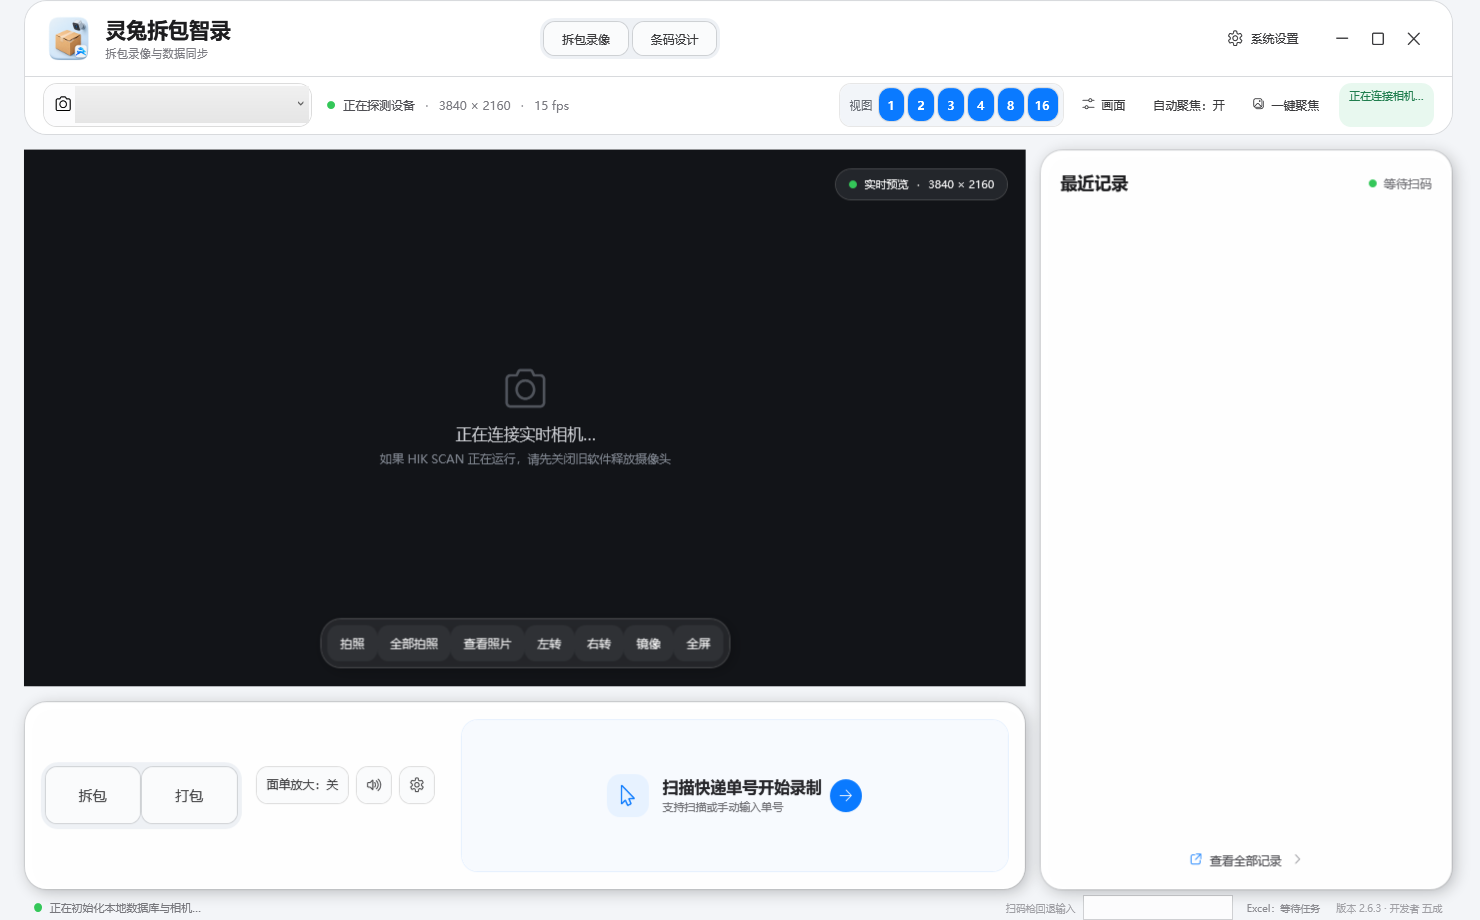 灵兔拆包智录
拆包录像与数据同步
拆包录像 条码设计
系统设置
正在探测设备 · 3840 × 2160 · 15 fps
视图 1 2 3 4 8 16
画面
自动聚焦：开
一键聚焦
正在连接相机...
实时预览 · 3840 × 2160
正在连接实时相机...
如果 HIK SCAN 正在运行，请先关闭旧软件释放摄像头
拍照 全部拍照 查看照片 左转 右转 镜像 全屏
最近记录
等待扫码
查看全部记录
拆包 打包
面单放大：关
扫描快递单号开始录制
支持扫描或手动输入单号
正在初始化本地数据库与相机...
扫码枪回退输入
Excel：等待任务
版本 2.6.3 · 开发者 五成